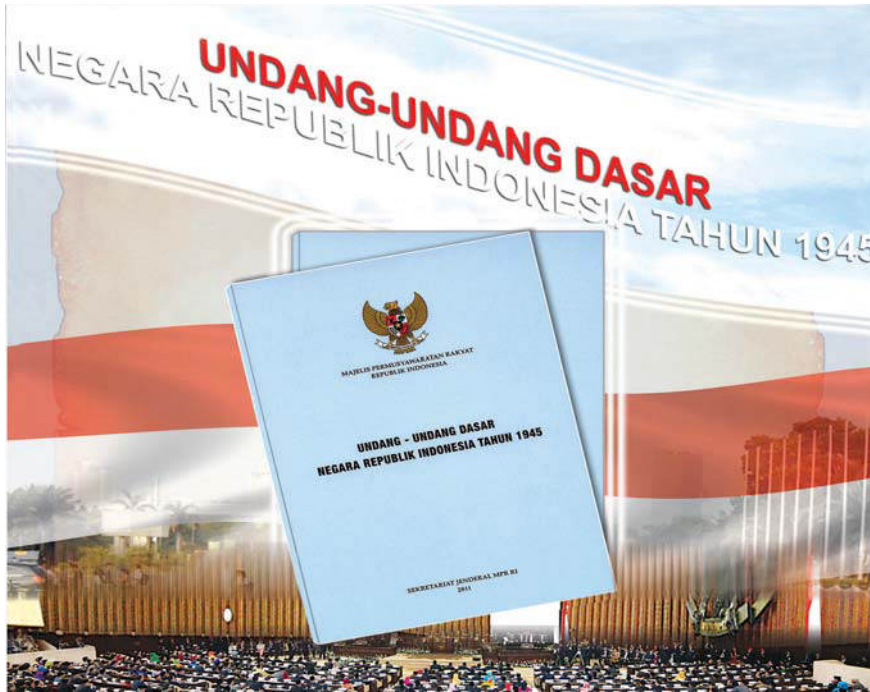 UNDANG-UNDANG DASAR
NEGARA REPUBLIK INDONESIA TAHUN 1945
MAJELIS PERMUSYAWARATAN RAKYAT
REPUBLIK INDONESIA
UNDANG - UNDANG DASAR
NEGARA REPUBLIK INDONESIA TAHUN 1945
SEKRETARIAT JENDERAL MPR RI
2011